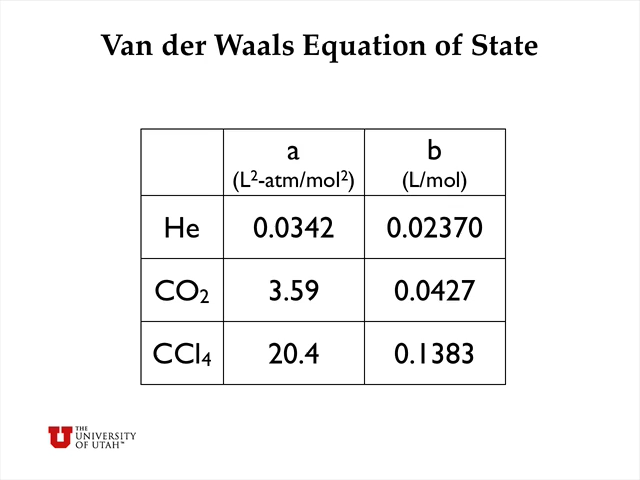 Van der Waals Equation of State
a b
(L²-atm/mol²) (L/mol)
He 0.0342 0.02370
CO₂ 3.59 0.0427
CCl₄ 20.4 0.1383
U THE
UNIVERSITY
OF UTAH™